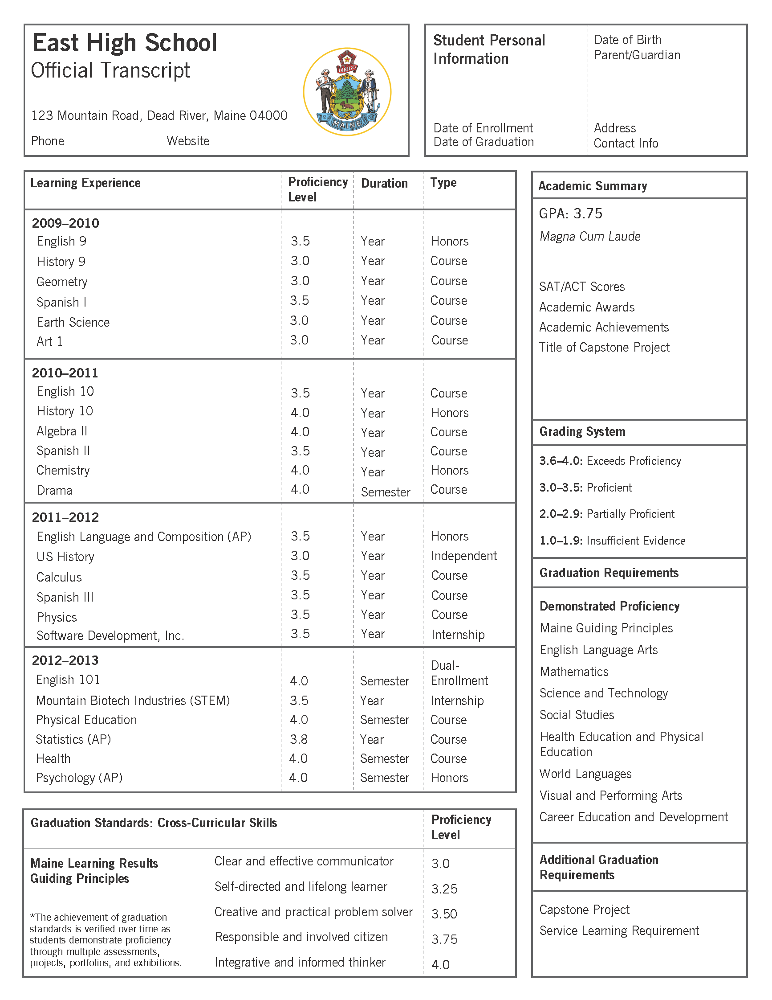 East High School
Official Transcript
123 Mountain Road, Dead River, Maine 04000
Phone Website
DIRIGO
MAINE
Student Personal
Information
Date of Enrollment
Date of Graduation
Date of Birth
Parent/Guardian
Address
Contact Info
Learning Experience Proficiency Level Duration Type
2009–2010
English 9 3.5 Year Honors
History 9 3.0 Year Course
Geometry 3.0 Year Course
Spanish I 3.5 Year Course
Earth Science 3.0 Year Course
Art 1 3.0 Year Course
2010–2011
English 10 3.5 Year Course
History 10 4.0 Year Honors
Algebra II 4.0 Year Course
Spanish II 3.5 Year Course
Chemistry 4.0 Year Honors
Drama 4.0 Semester Course
2011–2012
English Language and Composition (AP) 3.5 Year Honors
US History 3.0 Year Independent
Calculus 3.5 Year Course
Spanish III 3.5 Year Course
Physics 3.5 Year Course
Software Development, Inc. 3.5 Year Internship
2012–2013
English 101 4.0 Semester Dual-Enrollment
Mountain Biotech Industries (STEM) 3.5 Year Internship
Physical Education 4.0 Semester Course
Statistics (AP) 3.8 Year Course
Health 4.0 Semester Course
Psychology (AP) 4.0 Semester Honors
Graduation Standards: Cross-Curricular Skills Proficiency Level
Maine Learning Results
Guiding Principles
*The achievement of graduation
standards is verified over time as
students demonstrate proficiency
through multiple assessments,
projects, portfolios, and exhibitions.
Clear and effective communicator 3.0
Self-directed and lifelong learner 3.25
Creative and practical problem solver 3.50
Responsible and involved citizen 3.75
Integrative and informed thinker 4.0
Academic Summary
GPA: 3.75
Magna Cum Laude
SAT/ACT Scores
Academic Awards
Academic Achievements
Title of Capstone Project
Grading System
3.6–4.0: Exceeds Proficiency
3.0–3.5: Proficient
2.0–2.9: Partially Proficient
1.0–1.9: Insufficient Evidence
Graduation Requirements
Demonstrated Proficiency
Maine Guiding Principles
English Language Arts
Mathematics
Science and Technology
Social Studies
Health Education and Physical
Education
World Languages
Visual and Performing Arts
Career Education and Development
Additional Graduation
Requirements
Capstone Project
Service Learning Requirement